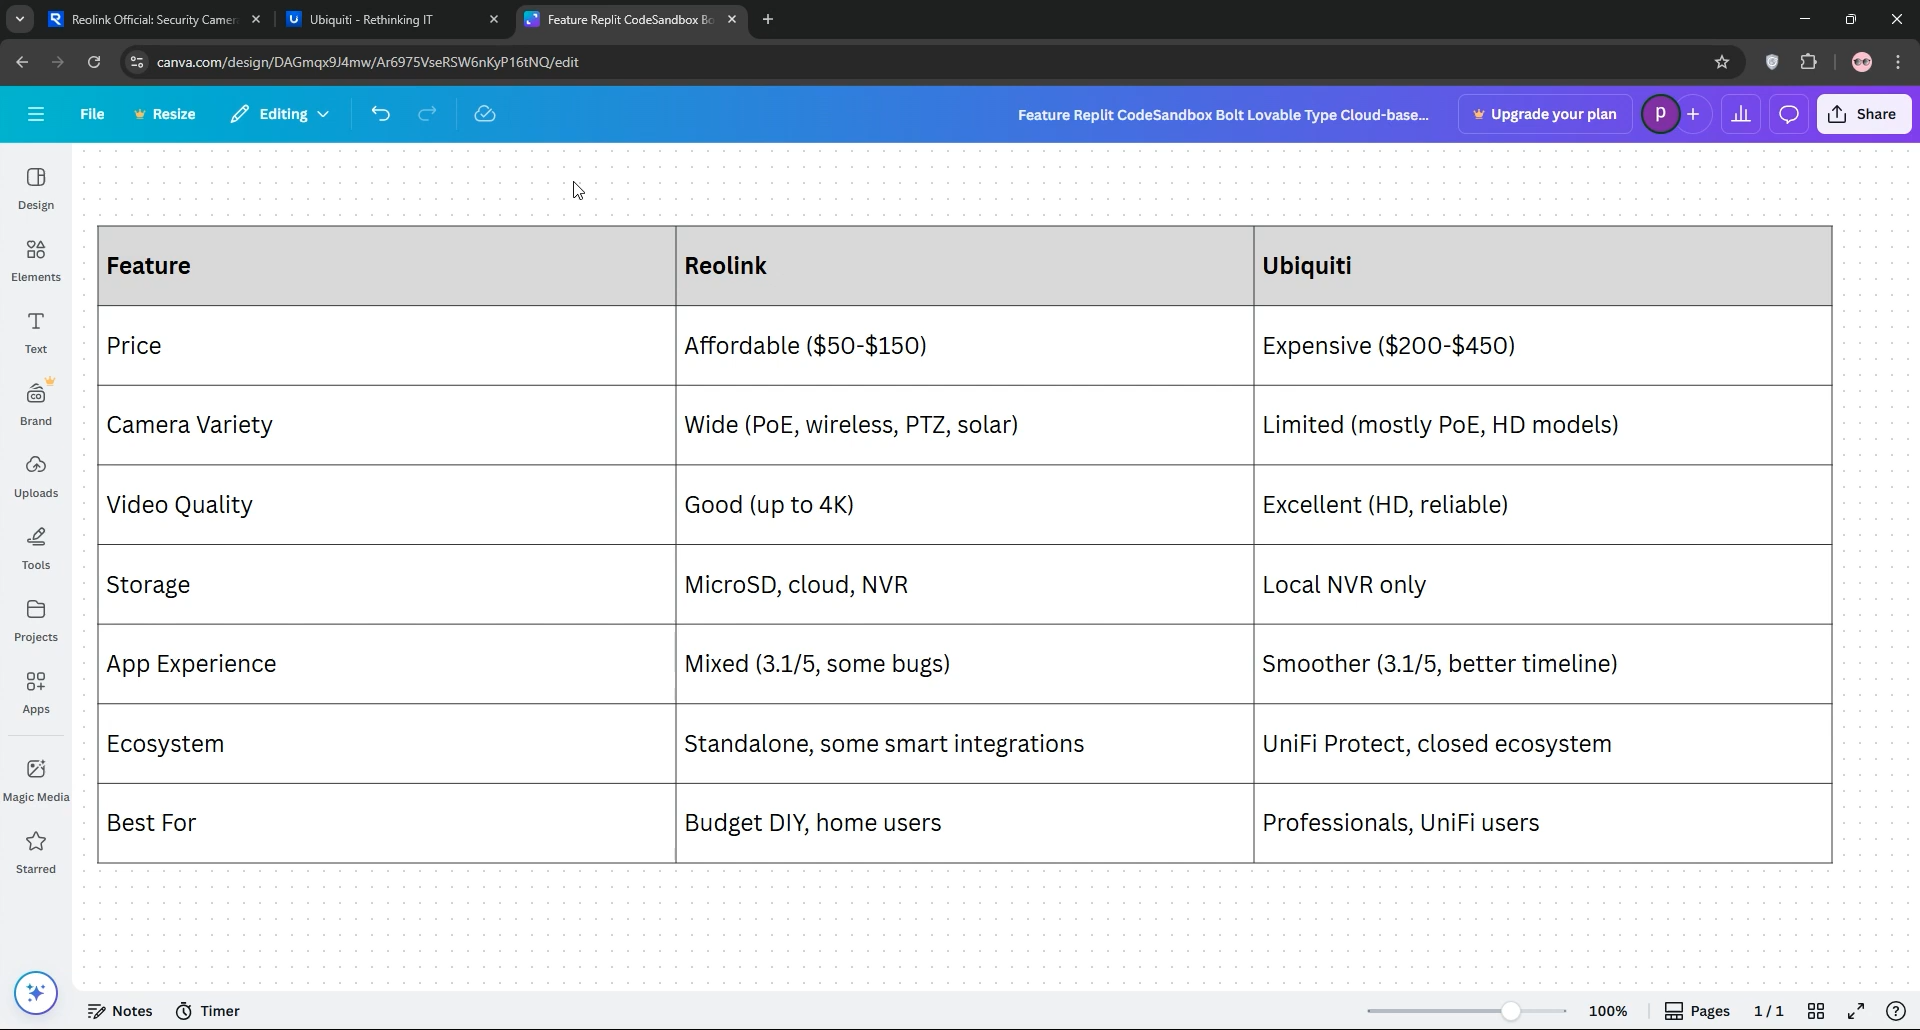 Reolink Official: Security Camer
Ubiquiti - Rethinking IT
Feature Replit CodeSandbox Bo
canva.com/design/DAGmqx9J4mw/Ar6975VseRSW6nKyP16tNQ/edit
File
Resize
Editing
Feature Replit CodeSandbox Bolt Lovable Type Cloud-base...
Upgrade your plan
P
Share
Design
Elements
Text
Brand
Uploads
Tools
Projects
Apps
Magic Media
Starred
Feature Reolink Ubiquiti
Price Affordable ($50-$150) Expensive ($200-$450)
Camera Variety Wide (PoE, wireless, PTZ, solar) Limited (mostly PoE, HD models)
Video Quality Good (up to 4K) Excellent (HD, reliable)
Storage MicroSD, cloud, NVR Local NVR only
App Experience Mixed (3.1/5, some bugs) Smoother (3.1/5, better timeline)
Ecosystem Standalone, some smart integrations UniFi Protect, closed ecosystem
Best For Budget DIY, home users Professionals, UniFi users
Notes
Timer
100%
Pages
1 / 1